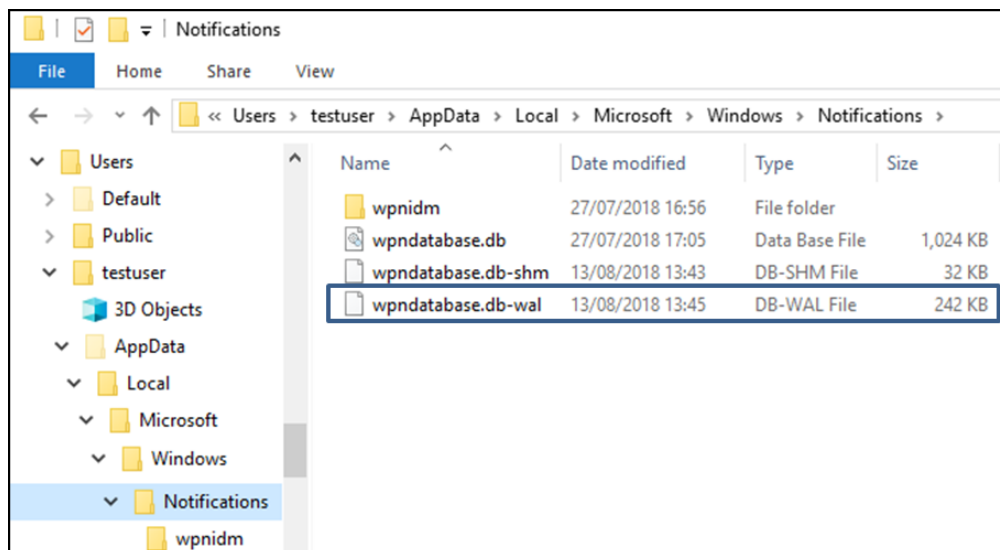 Notifications
File Home Share View
« Users > testuser > AppData > Local > Microsoft > Windows > Notifications >
Users
Default
Public
testuser
3D Objects
AppData
Local
Microsoft
Windows
Notifications
wpnidm
Name Date modified Type Size
wpnidm 27/07/2018 16:56 File folder
wpndatabase.db 27/07/2018 17:05 Data Base File 1,024 KB
wpndatabase.db-shm 13/08/2018 13:43 DB-SHM File 32 KB
wpndatabase.db-wal 13/08/2018 13:45 DB-WAL File 242 KB